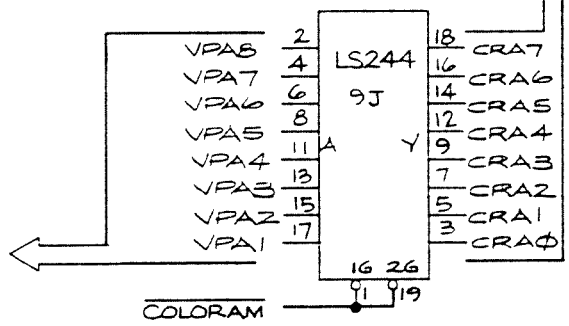 VPA8 2 18 CRA7
VPA7 4 LS244 16 CRA6
VPA6 6 9J 14 CRA5
VPA5 8 12 CRA4
VPA4 11 A Y 9 CRA3
VPA3 13 7 CRA2
VPA2 15 5 CRA1
VPA1 17 3 CRA0
1G 2G
1 19
COLORAM